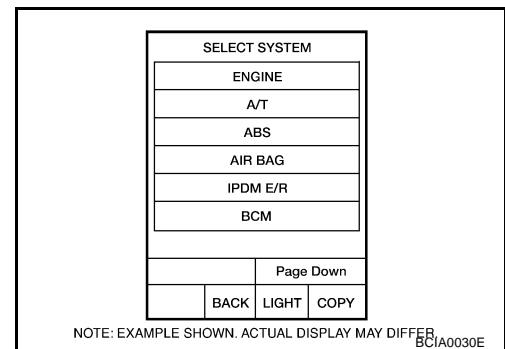 SELECT SYSTEM
ENGINE
A/T
ABS
AIR BAG
IPDM E/R
BCM
Page Down
BACK LIGHT COPY
NOTE: EXAMPLE SHOWN. ACTUAL DISPLAY MAY DIFFER.
BCIA0030E